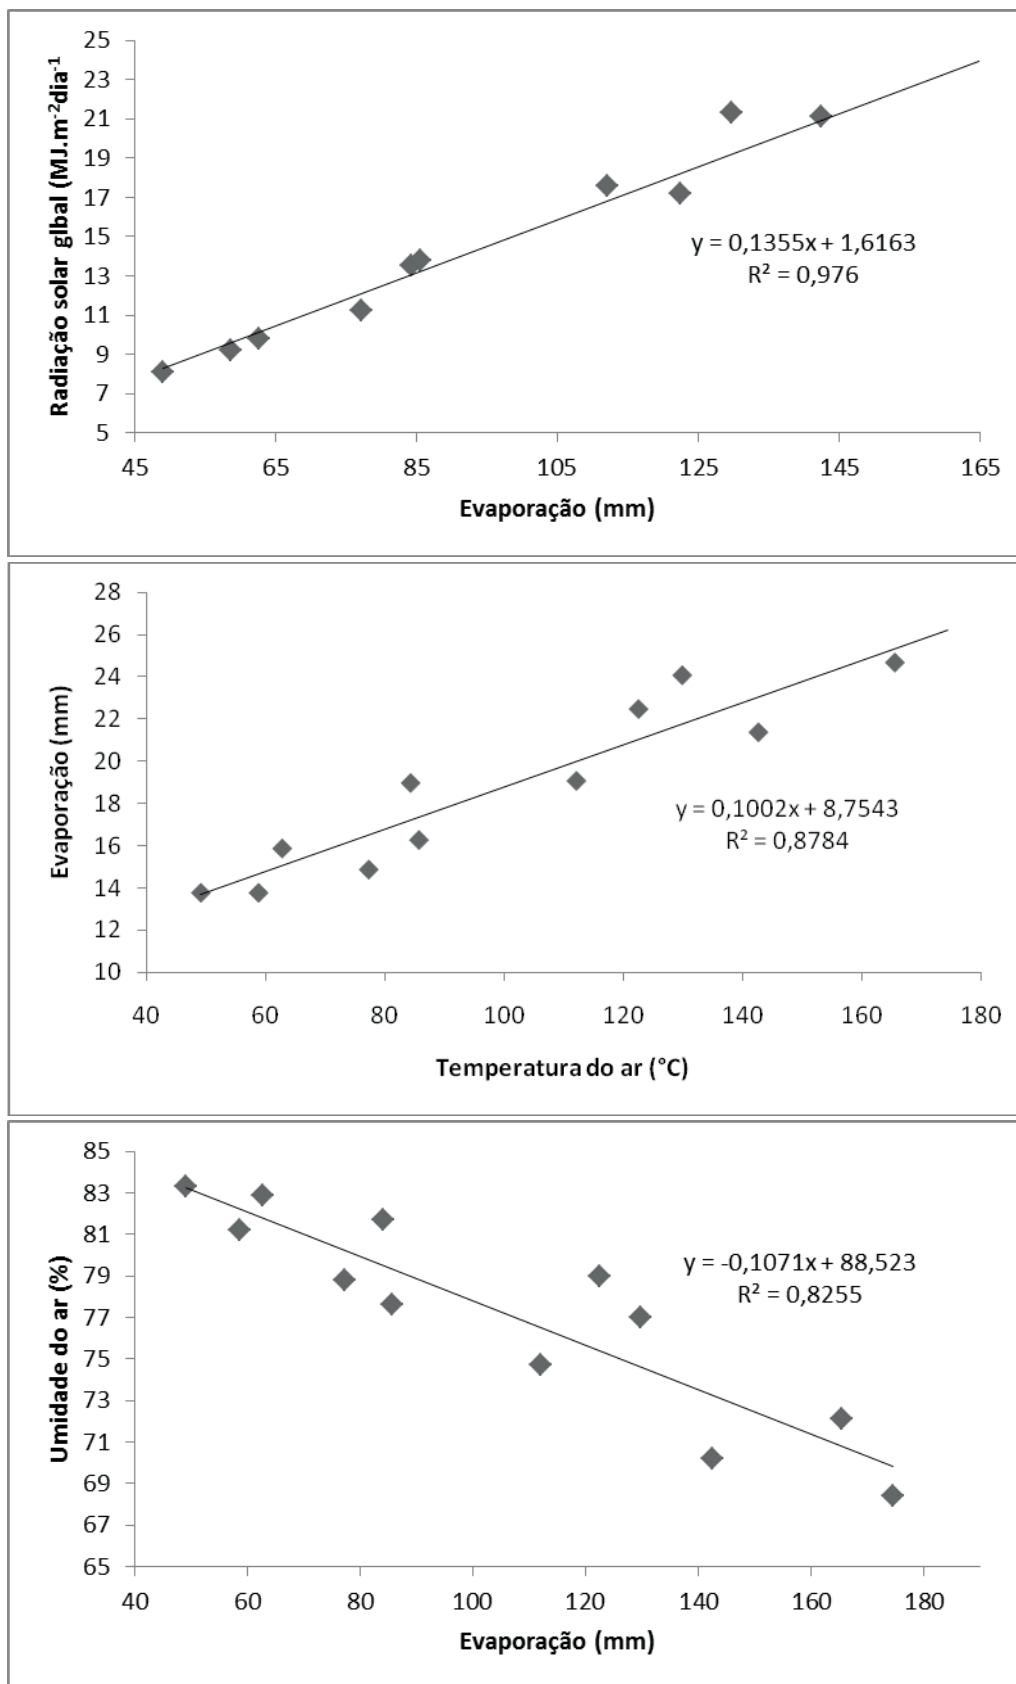 Radiação solar glbal (MJ.m⁻²dia⁻¹)
25
23
21
19
17
15
13
11
9
7
5
y = 0,1355x + 1,6163
R² = 0,976
45 65 85 105 125 145 165
Evaporação (mm)
Evaporação (mm)
28
26
24
22
20
18
16
14
12
10
y = 0,1002x + 8,7543
R² = 0,8784
40 60 80 100 120 140 160 180
Temperatura do ar (°C)
Umidade do ar (%)
85
83
81
79
77
75
73
71
69
67
65
y = -0,1071x + 88,523
R² = 0,8255
40 60 80 100 120 140 160 180
Evaporação (mm)